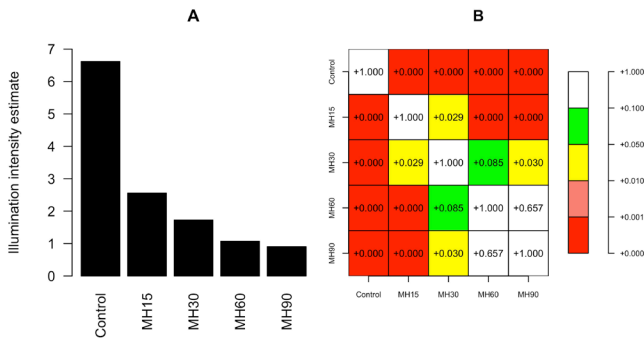 A
Illumination intensity estimate
7
6
5
4
3
2
1
0
Control
MH15
MH30
MH60
MH90
B
Control
MH15
MH30
MH60
MH90
+1.000 +0.000 +0.000 +0.000 +0.000
+0.000 +1.000 +0.029 +0.000 +0.000
+0.000 +0.029 +1.000 +0.085 +0.030
+0.000 +0.000 +0.085 +1.000 +0.657
+0.000 +0.000 +0.030 +0.657 +1.000
Control MH15 MH30 MH60 MH90
+1.000
+0.100
+0.050
+0.010
+0.001
+0.000